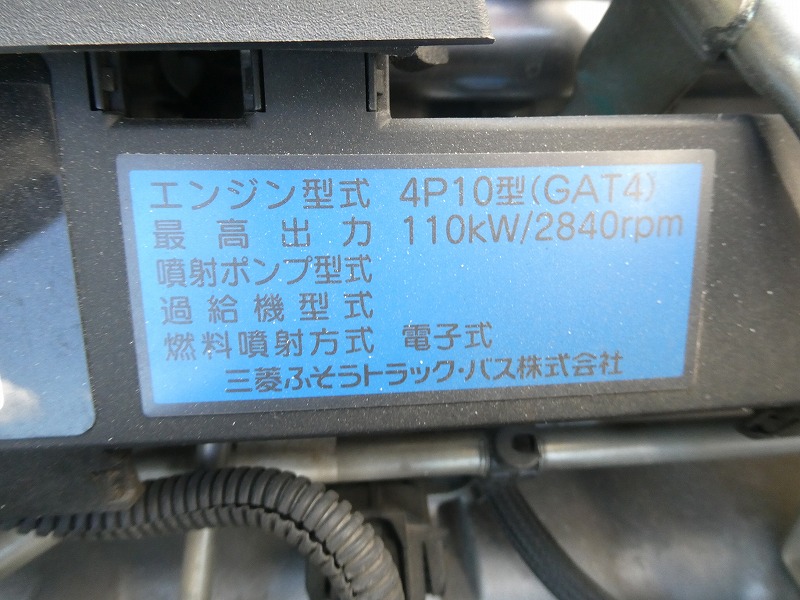 エンジン型式 4P10型(GAT4)
最高出力 110kW/2840rpm
噴射ポンプ型式
過給機型式
燃料噴射方式 電子式
三菱ふそうトラック・バス株式会社